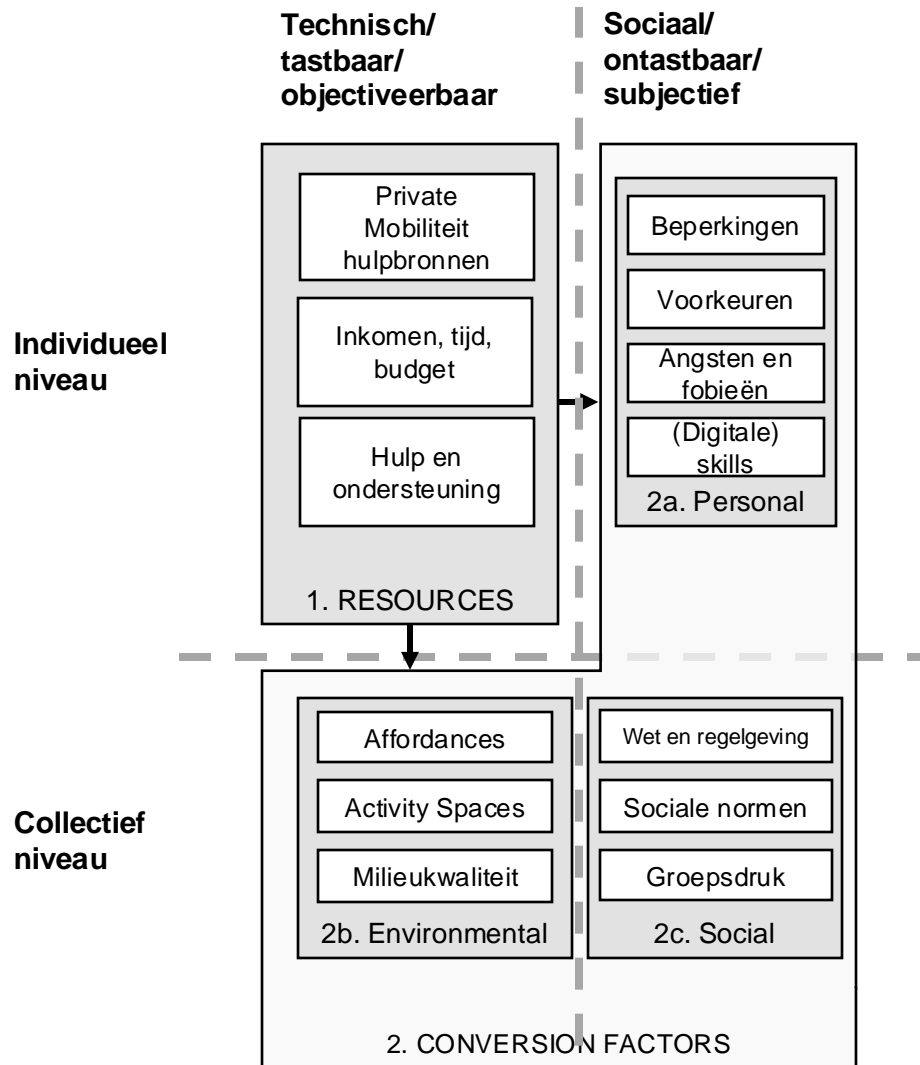 Technisch/
tastbaar/
objectiveerbaar
Sociaal/
ontastbaar/
subjectief
Individueel
niveau
Private
Mobiliteit
hulpbronnen
Inkomen, tijd,
budget
Hulp en
ondersteuning
1. RESOURCES
Beperkingen
Voorkeuren
Angsten en
fobieën
(Digitale)
skills
2a. Personal
Collectief
niveau
Affordances
Activity Spaces
Milieukwaliteit
2b. Environmental
Wet en regelgeving
Sociale normen
Groepsdruk
2c. Social
2. CONVERSION FACTORS